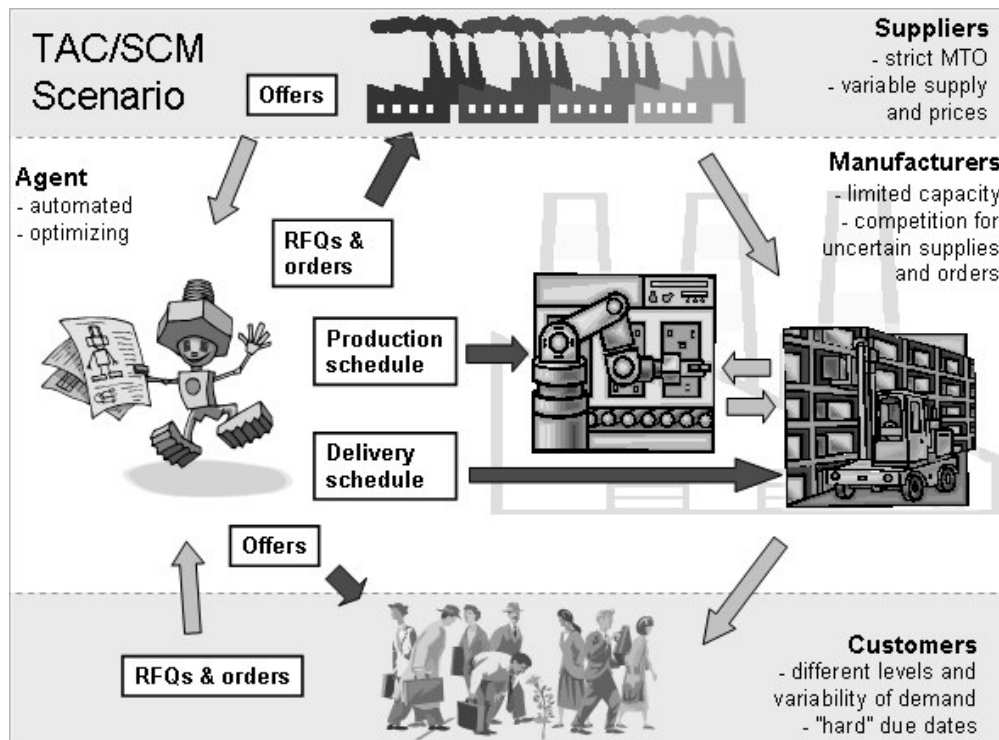 TAC/SCM
Scenario
Offers
Suppliers
- strict MTO
- variable supply
and prices
Agent
- automated
- optimizing
RFQs &
orders
Manufacturers
- limited capacity
- competition for
uncertain supplies
and orders
Production
schedule
Delivery
schedule
Offers
RFQs & orders
Customers
- different levels and
variability of demand
- "hard" due dates